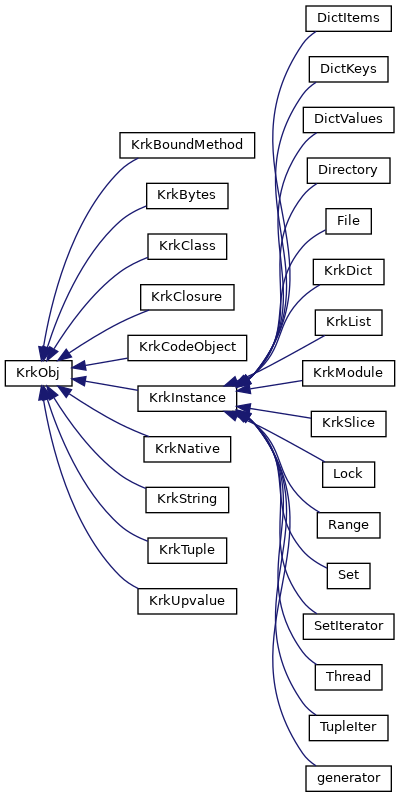 KrkObj
KrkBoundMethod
KrkBytes
KrkClass
KrkClosure
KrkCodeObject
KrkInstance
KrkNative
KrkString
KrkTuple
KrkUpvalue
DictItems
DictKeys
DictValues
Directory
File
KrkDict
KrkList
KrkModule
KrkSlice
Lock
Range
Set
SetIterator
Thread
TupleIter
generator